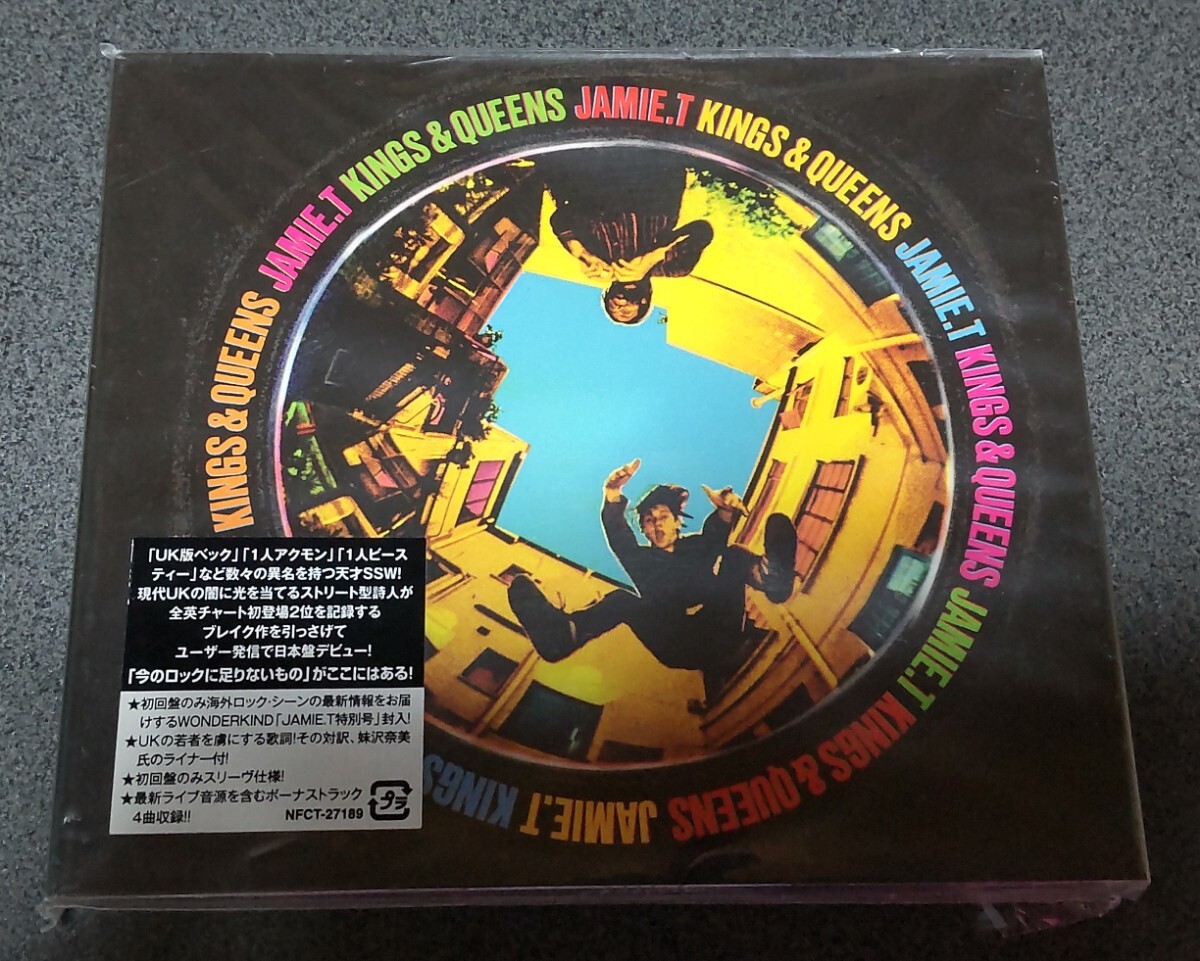 KINGS & QUEENS JAMIE.T KINGS & QUEENS JAMIE.T KINGS & QUEENS JAMIE.T KINGS & QUEENS JAMIE.T KINGS & QUEENS JAMIE.T KINGS
「UK版ベック」「1人アクモン」「1人ビース
ティー」など数々の異名を持つ天才SSW!
現代UKの闇に光を当てるストリート型詩人が
全英チャート初登場2位を記録する
ブレイク作を引っさげて
ユーザー発信で日本盤デビュー!
「今のロックに足りないもの」がここにはある!
★初回盤のみ海外ロック・シーンの最新情報をお届
けするWONDERKIND「JAMIE.T特別号」封入!
★UKの若者を虜にする歌詞!その対訳、妹沢奈美
氏のライナー付!
★初回盤のみスリーヴ仕様!
★最新ライブ音源を含むボーナストラック
4曲収録!!
NFCT-27189
プラ